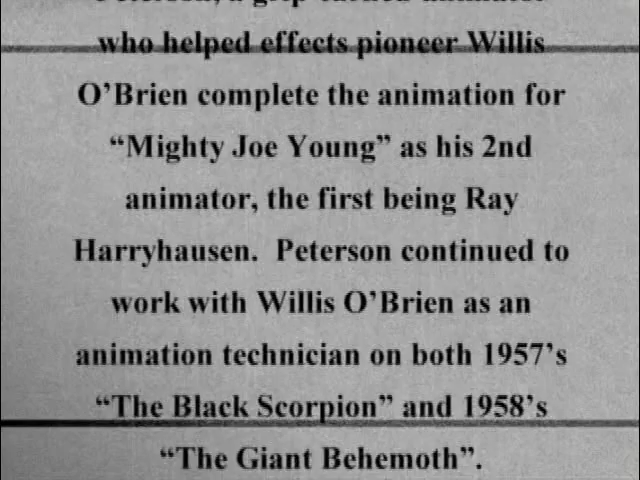 who helped effects pioneer Willis
O’Brien complete the animation for
“Mighty Joe Young” as his 2nd
animator, the first being Ray
Harryhausen.  Peterson continued to
work with Willis O’Brien as an
animation technician on both 1957’s
“The Black Scorpion” and 1958’s
“The Giant Behemoth”.